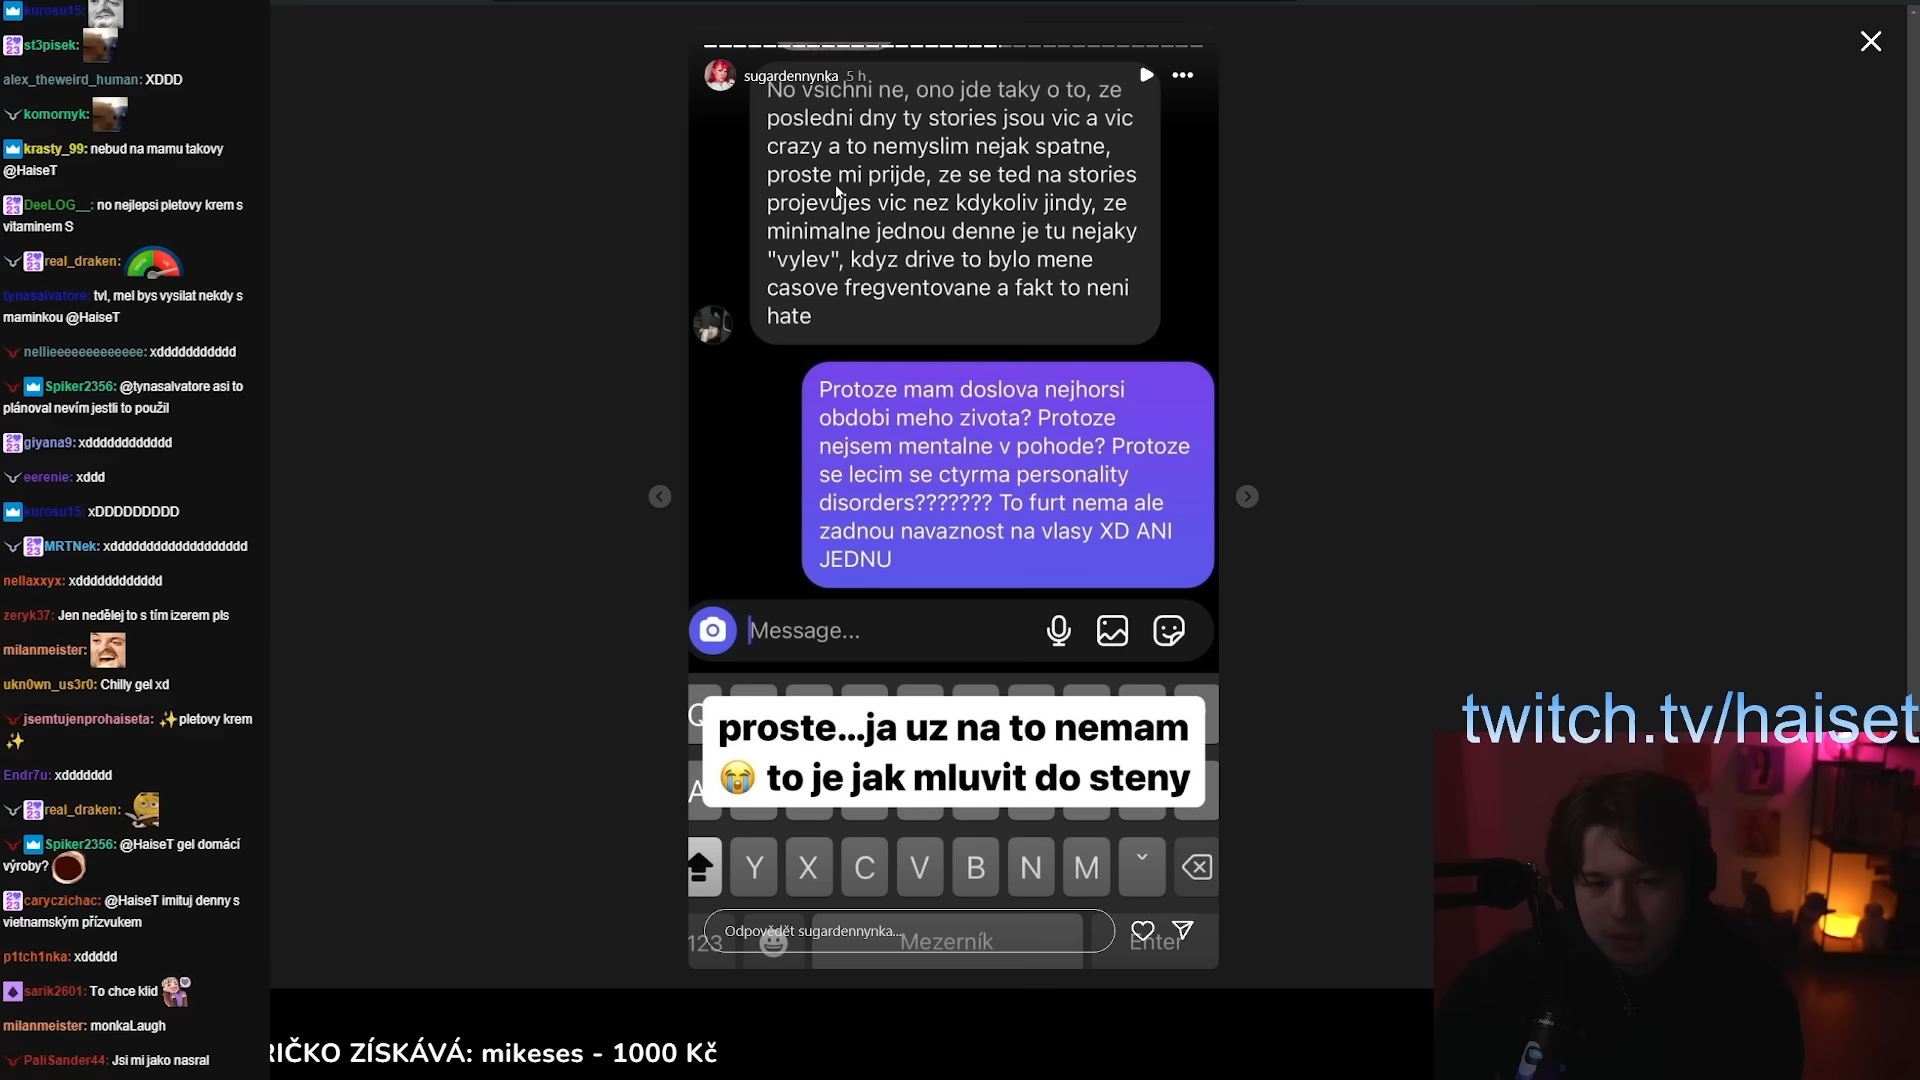 kurosu15:
st3pisek:
alex_theweird_human: XDDD
komornyk:
krasty_99: nebud na mamu takovy
@HaiseT
DeeLOG__: no nejlepsi pletovy krem s
vitaminem S
real_draken:
tynasalvatore: tvl, mel bys vysilat nekdy s
maminkou @HaiseT
nellieeeeeeeeeeeee: xddddddddddd
Spiker2356: @tynasalvatore asi to
plánoval nevím jestli to použil
giyana9: xdddddddddddd
eerenie: xddd
kurosu15: xDDDDDDDDD
MRTNek: xddddddddddddddddddd
nellaxxyx: xdddddddddddd
zeryk37: Jen nedělej to s tím izerem pls
milanmeister:
ukn0wn_us3r0: Chilly gel xd
jsemtujenprohaiseta: ✨pletovy krem
✨
Endr7u: xddddddd
real_draken:
Spiker2356: @HaiseT gel domácí
výroby?
caryczichac: @HaiseT imituj denny s
vietnamským přízvukem
p1tch1nka: xddddd
sarik2601: To chce klid
milanmeister: monkaLaugh
PaliSander44: Jsi mi jako nasral
sugardennynka 5 h
No vsichni ne, ono jde taky o to, ze
posledni dny ty stories jsou vic a vic
crazy a to nemyslim nejak spatne,
proste mi prijde, ze se ted na stories
projevujes vic nez kdykoliv jindy, ze
minimalne jednou denne je tu nejaky
"vylev", kdyz drive to bylo mene
casove fregventovane a fakt to neni
hate
Protoze mam doslova nejhorsi
obdobi meho zivota? Protoze
nejsem mentalne v pohode? Protoze
se lecim se ctyrma personality
disorders??????? To furt nema ale
zadnou navaznost na vlasy XD ANI
JEDNU
Message...
proste...ja uz na to nemam
😭 to je jak mluvit do steny
Y X C V B N M ˇ
Odpovědět sugardennynka...
123 Mezerník Enter
twitch.tv/haiset
RIČKO ZÍSKÁVÁ: mikeses - 1000 Kč